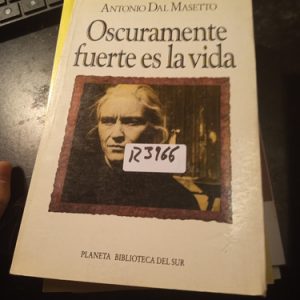 ANTONIO DAL MASETTO
Oscuramente
fuerte es la vida
R3966
PLANETA BIBLIOTECA DEL SUR